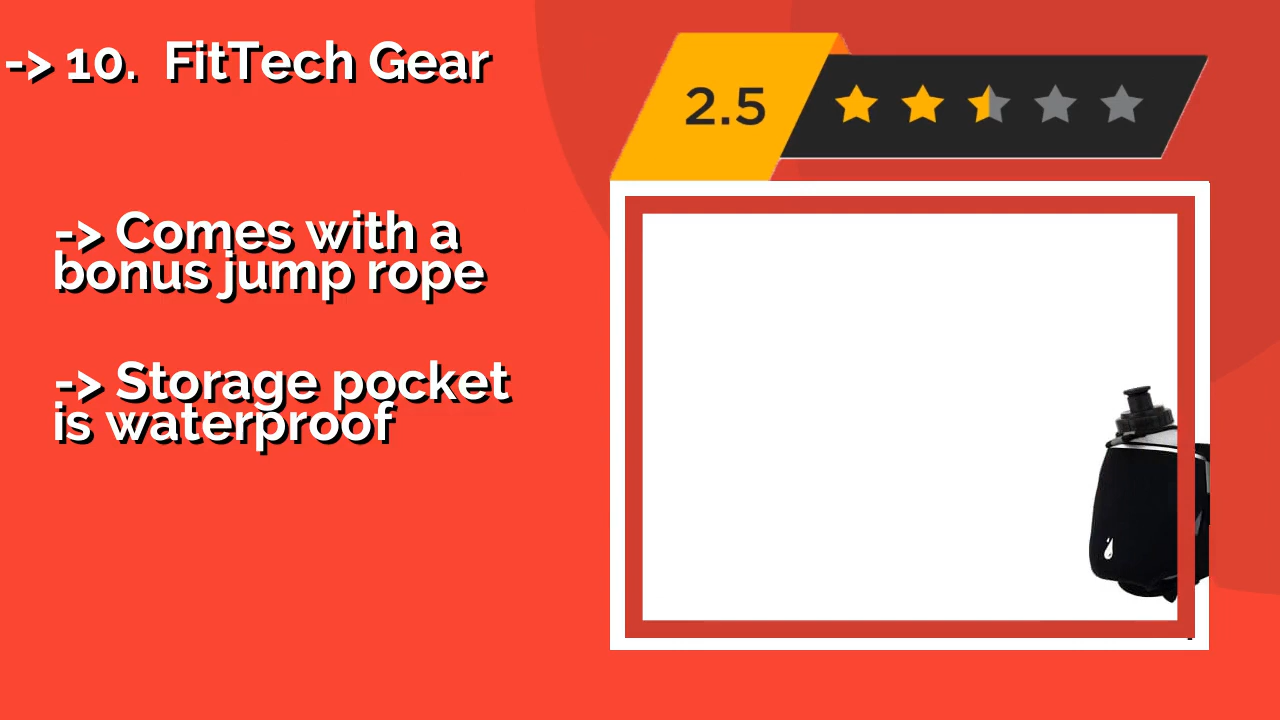 -> 10. FitTech Gear
2.5
-> Comes with a
bonus jump rope
-> Storage pocket
is waterproof